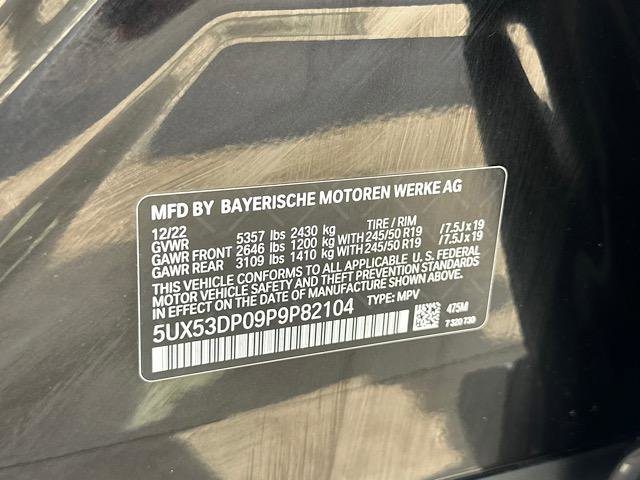 MFD BY BAYERISCHE MOTOREN WERKE AG
12/22 TIRE / RIM
GVWR 5357 lbs 2430 kg
GAWR FRONT 2646 lbs 1200 kg WITH 245/50 R19 / 7.5J x 19
GAWR REAR 3109 lbs 1410 kg WITH 245/50 R19 / 7.5J x 19
THIS VEHICLE CONFORMS TO ALL APPLICABLE U.S. FEDERAL
MOTOR VEHICLE SAFETY AND THEFT PREVENTION STANDARDS
IN EFFECT ON THE DATE OF MANUFACTURE SHOWN ABOVE.
5UX53DP09P9P82104 TYPE: MPV
475M
7320730